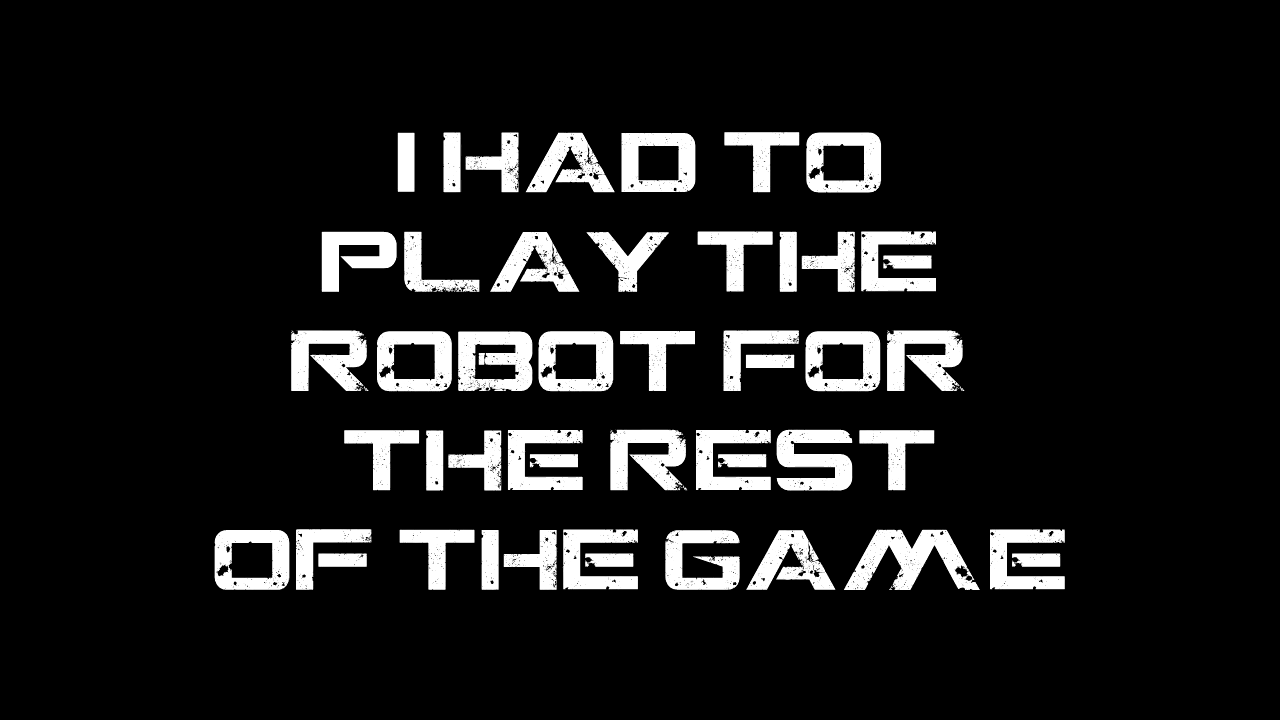 I HAD TO
PLAY THE
ROBOT FOR
THE REST
OF THE GAME